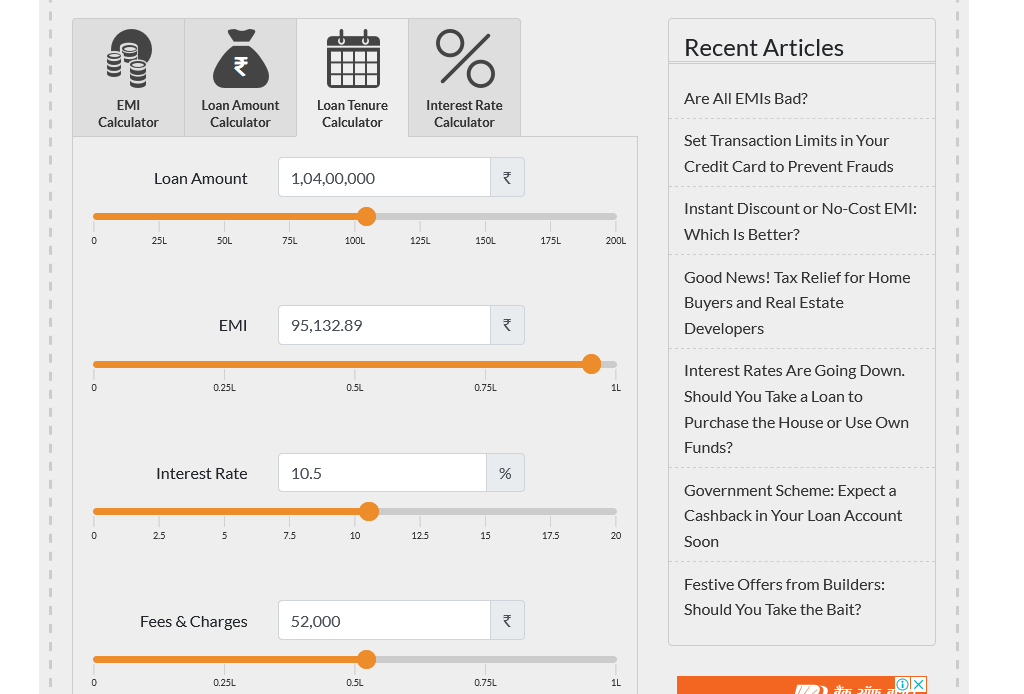 EMI
Calculator
Loan Amount
Calculator
Loan Tenure
Calculator
Interest Rate
Calculator
Loan Amount
1,04,00,000
₹
0 25L 50L 75L 100L 125L 150L 175L 200L
EMI
95,132.89
₹
0 0.25L 0.5L 0.75L 1L
Interest Rate
10.5
%
0 2.5 5 7.5 10 12.5 15 17.5 20
Fees & Charges
52,000
₹
0 0.25L 0.5L 0.75L 1L
Recent Articles
Are All EMIs Bad?
Set Transaction Limits in Your
Credit Card to Prevent Frauds
Instant Discount or No-Cost EMI:
Which Is Better?
Good News! Tax Relief for Home
Buyers and Real Estate
Developers
Interest Rates Are Going Down.
Should You Take a Loan to
Purchase the House or Use Own
Funds?
Government Scheme: Expect a
Cashback in Your Loan Account
Soon
Festive Offers from Builders:
Should You Take the Bait?